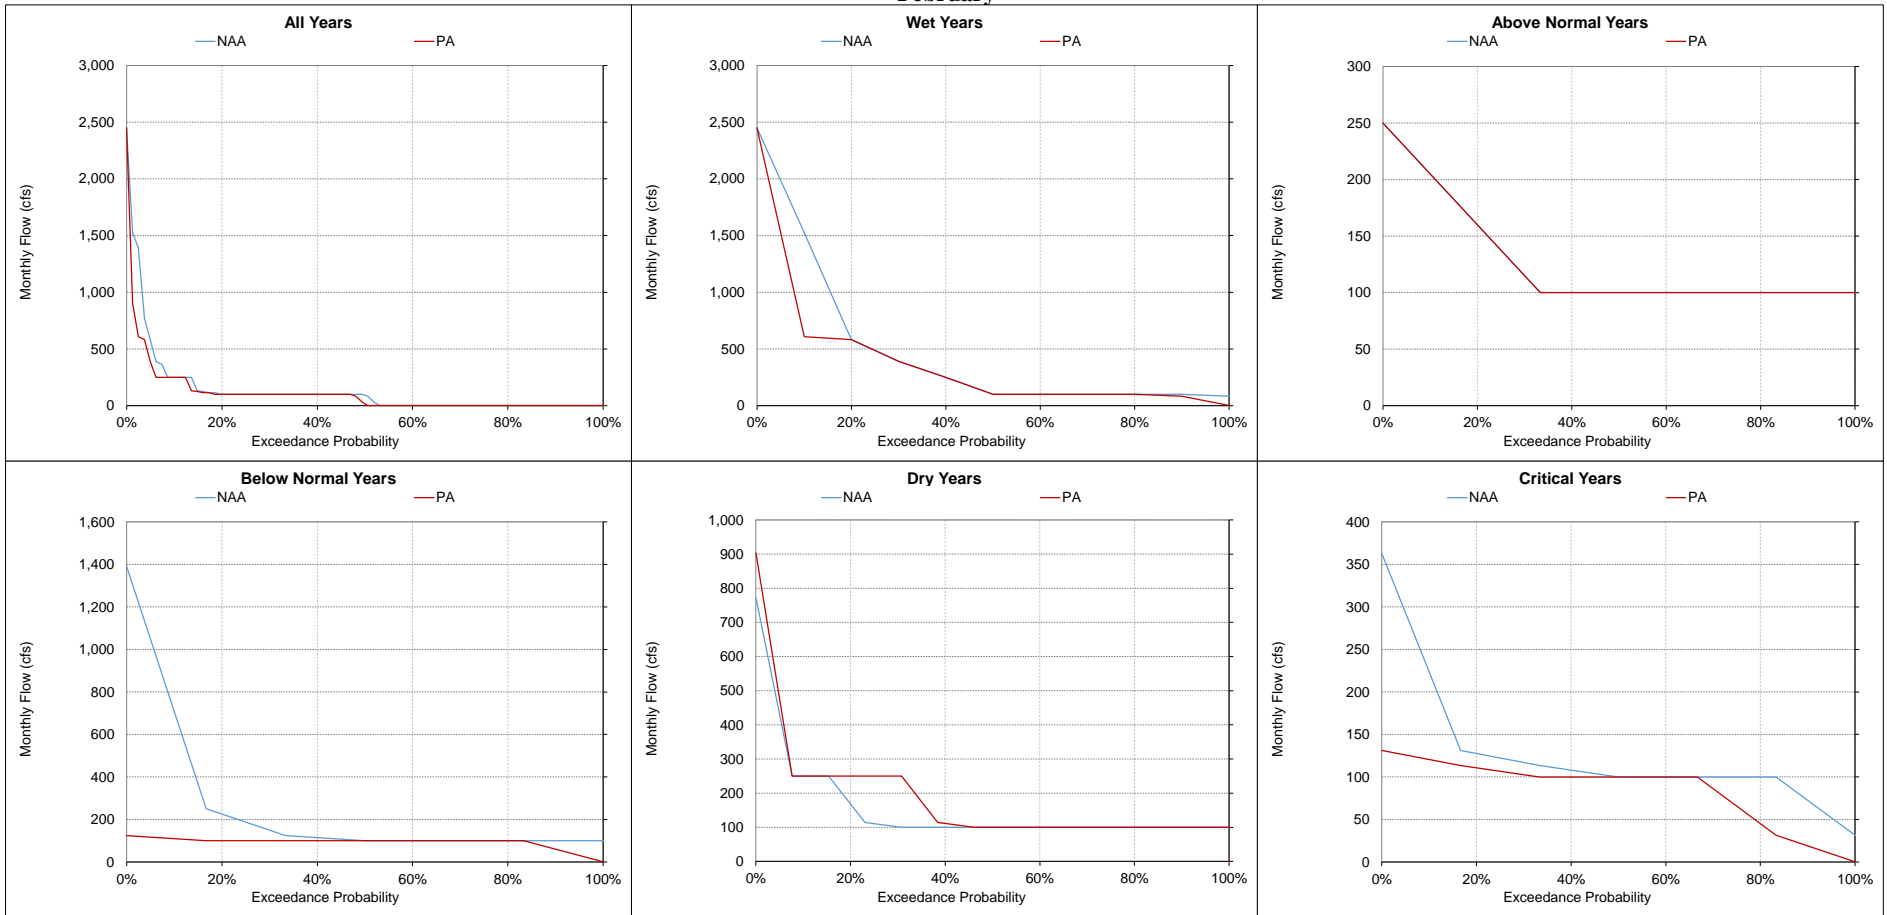 All Years
NAA PA
3,000
2,500
2,000
1,500
1,000
500
0
0% 20% 40% 60% 80% 100%
Monthly Flow (cfs)
Exceedance Probability
Wet Years
NAA PA
3,000
2,500
2,000
1,500
1,000
500
0
0% 20% 40% 60% 80% 100%
Monthly Flow (cfs)
Exceedance Probability
Above Normal Years
NAA PA
300
250
200
150
100
50
0
0% 20% 40% 60% 80% 100%
Monthly Flow (cfs)
Exceedance Probability
Below Normal Years
NAA PA
1,600
1,400
1,200
1,000
800
600
400
200
0
0% 20% 40% 60% 80% 100%
Monthly Flow (cfs)
Exceedance Probability
Dry Years
NAA PA
1,000
900
800
700
600
500
400
300
200
100
0
0% 20% 40% 60% 80% 100%
Monthly Flow (cfs)
Exceedance Probability
Critical Years
NAA PA
400
350
300
250
200
150
100
50
0
0% 20% 40% 60% 80% 100%
Monthly Flow (cfs)
Exceedance Probability